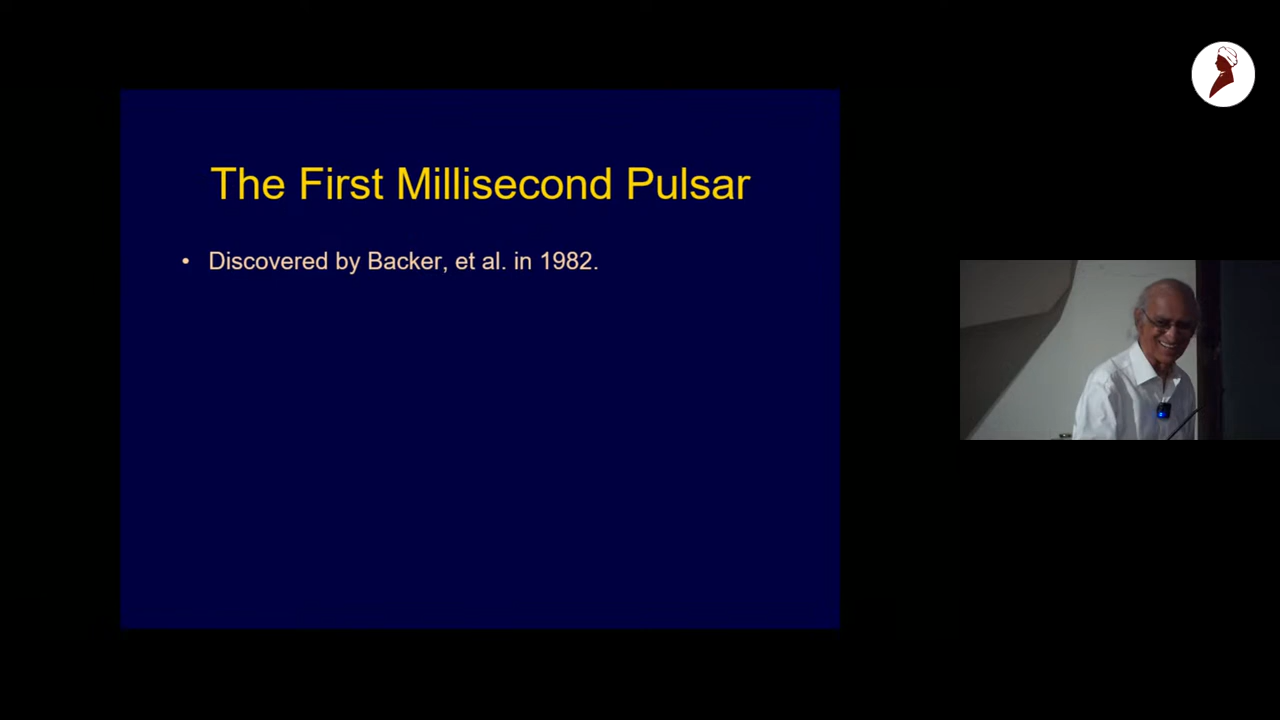 The First Millisecond Pulsar
• Discovered by Backer, et al. in 1982.